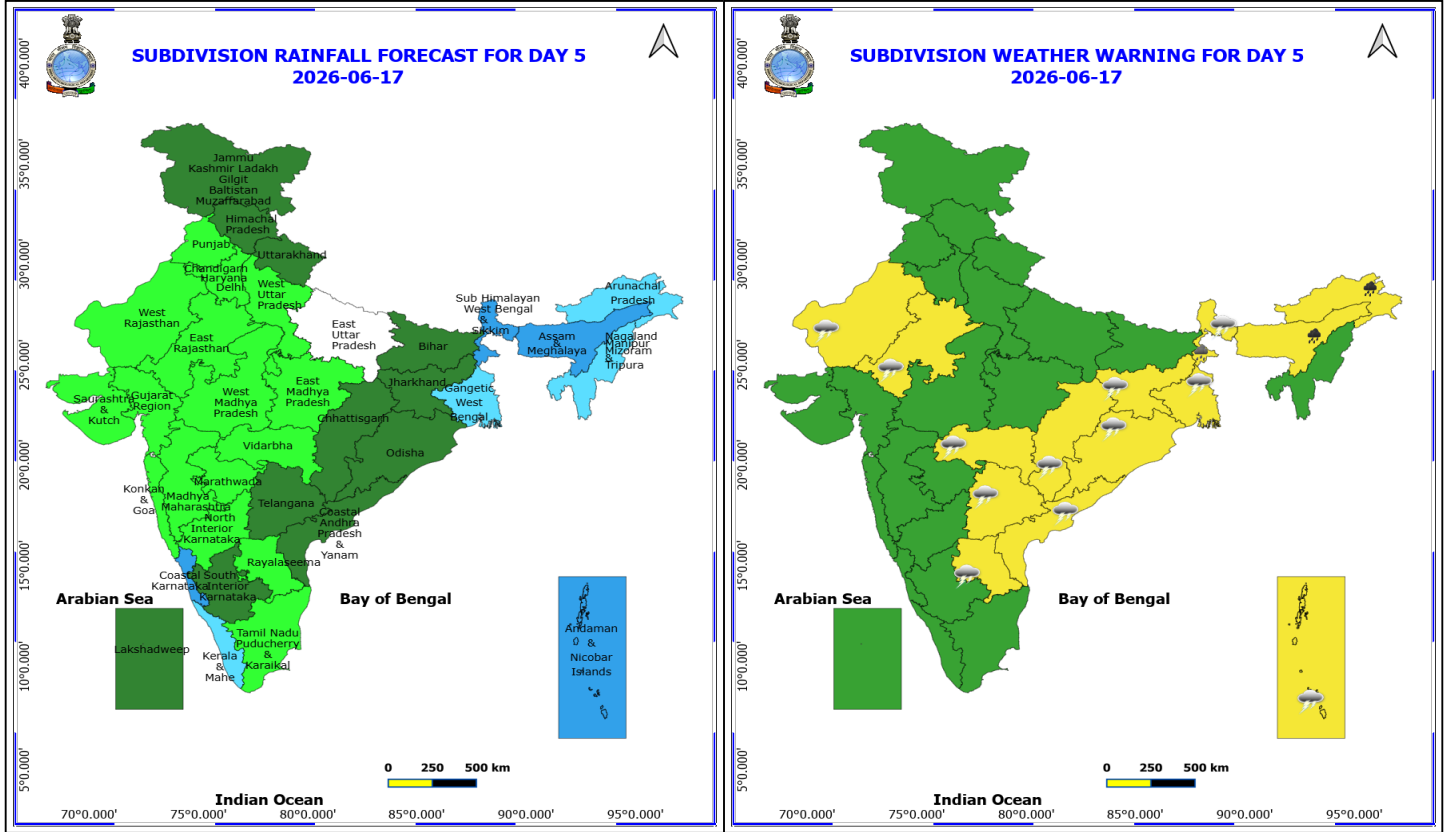 SUBDIVISION RAINFALL FORECAST FOR DAY 5
2026-06-17
40°0.000'
35°0.000'
30°0.000'
25°0.000'
20°0.000'
15°0.000'
10°0.000'
5°0.000'
Jammu
Kashmir Ladakh
Gilgit
Baltistan
Muzaffarabad
Himachal
Pradesh
Uttarakhand
Punjab
Chandigarh
Haryana
Delhi
West
Uttar
Pradesh
East
Uttar
Pradesh
West
Rajasthan
East
Rajasthan
Bihar
Jharkhand
Sub Himalayan
West Bengal
&
Sikkim
Arunachal
Pradesh
Assam
&
Meghalaya
Nagaland
Manipur
Mizoram
&
Tripura
Gangetic
West
Bengal
Saurashtra
&
Kutch
Gujarat
Region
West
Madhya
Pradesh
East
Madhya
Pradesh
Chhattisgarh
Vidarbha
Odisha
Konkan
&
Goa
Madhya
Maharashtra
Marathwada
Telangana
North
Interior
Karnataka
Coastal
Andhra
Pradesh
&
Yanam
Rayalaseema
Coastal
Karnataka
South
Interior
Karnataka
Tamil Nadu
Puducherry
&
Karaikal
Kerala
&
Mahe
Lakshadweep
Andaman
&
Nicobar
Islands
Arabian Sea
Bay of Bengal
Indian Ocean
0 250 500 km
70°0.000' 75°0.000' 80°0.000' 85°0.000' 90°0.000' 95°0.000'
SUBDIVISION WEATHER WARNING FOR DAY 5
2026-06-17
40°0.000'
35°0.000'
30°0.000'
25°0.000'
20°0.000'
15°0.000'
10°0.000'
5°0.000'
Arabian Sea
Bay of Bengal
Indian Ocean
0 250 500 km
70°0.000' 75°0.000' 80°0.000' 85°0.000' 90°0.000' 95°0.000'